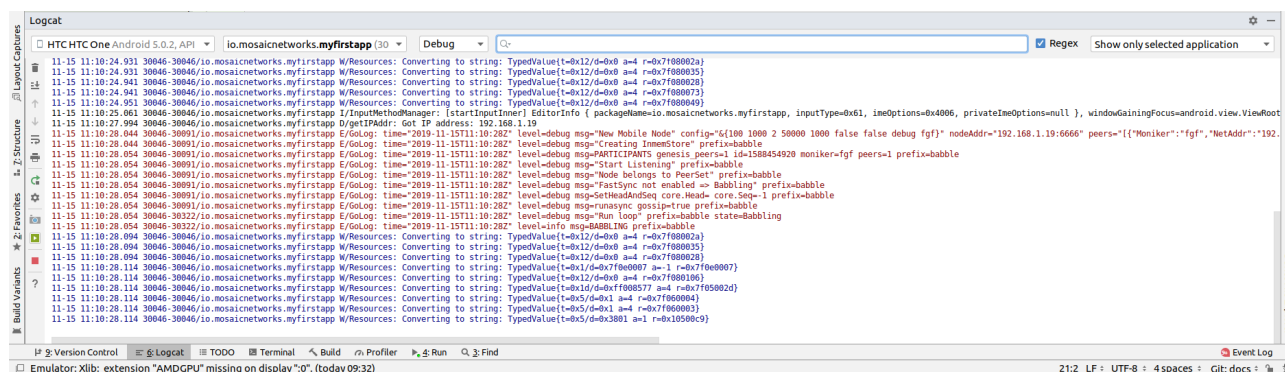 Logcat
HTC HTC One Android 5.0.2, API
io.mosaicnetworks.myfirstapp (30
Debug
Regex
Show only selected application
Layout Captures
Z: Structure
2: Favorites
Build Variants
11-15 11:10:24.931 30046-30046/io.mosaicnetworks.myfirstapp W/Resources: Converting to string: TypedValue{t=0x12/d=0x0 a=4 r=0x7f08002a}
11-15 11:10:24.941 30046-30046/io.mosaicnetworks.myfirstapp W/Resources: Converting to string: TypedValue{t=0x12/d=0x0 a=4 r=0x7f080035}
11-15 11:10:24.941 30046-30046/io.mosaicnetworks.myfirstapp W/Resources: Converting to string: TypedValue{t=0x12/d=0x0 a=4 r=0x7f080028}
11-15 11:10:24.941 30046-30046/io.mosaicnetworks.myfirstapp W/Resources: Converting to string: TypedValue{t=0x12/d=0x0 a=4 r=0x7f080073}
11-15 11:10:24.951 30046-30046/io.mosaicnetworks.myfirstapp W/Resources: Converting to string: TypedValue{t=0x12/d=0x0 a=4 r=0x7f080049}
11-15 11:10:25.061 30046-30046/io.mosaicnetworks.myfirstapp I/InputMethodManager: [startInputInner] EditorInfo { packageName=io.mosaicnetworks.myfirstapp, inputType=0x61, imeOptions=0x4006, privateImeOptions=null }, windowGainingFocus=android.view.ViewRoot
11-15 11:10:27.994 30046-30046/io.mosaicnetworks.myfirstapp D/getIPAddr: Got IP address: 192.168.1.19
11-15 11:10:28.044 30046-30091/io.mosaicnetworks.myfirstapp E/GoLog: time="2019-11-15T11:10:28Z" level=debug msg="New Mobile Node" config="&{100 1000 2 50000 1000 false false debug fgf}" nodeAddr="192.168.1.19:6666" peers="[{"Moniker":"fgf","NetAddr":"192.
11-15 11:10:28.044 30046-30091/io.mosaicnetworks.myfirstapp E/GoLog: time="2019-11-15T11:10:28Z" level=debug msg="Creating InmemStore" prefix=babble
11-15 11:10:28.054 30046-30091/io.mosaicnetworks.myfirstapp E/GoLog: time="2019-11-15T11:10:28Z" level=debug msg=PARTICIPANTS genesis_peers=1 id=1588454920 moniker=fgf peers=1 prefix=babble
11-15 11:10:28.054 30046-30091/io.mosaicnetworks.myfirstapp E/GoLog: time="2019-11-15T11:10:28Z" level=debug msg="Start Listening" prefix=babble
11-15 11:10:28.054 30046-30091/io.mosaicnetworks.myfirstapp E/GoLog: time="2019-11-15T11:10:28Z" level=debug msg="Node belongs to PeerSet" prefix=babble
11-15 11:10:28.054 30046-30091/io.mosaicnetworks.myfirstapp E/GoLog: time="2019-11-15T11:10:28Z" level=debug msg="FastSync not enabled => Babbling" prefix=babble
11-15 11:10:28.054 30046-30091/io.mosaicnetworks.myfirstapp E/GoLog: time="2019-11-15T11:10:28Z" level=debug msg=SetHeadAndSeq core.Head= core.Seq=-1 prefix=babble
11-15 11:10:28.054 30046-30091/io.mosaicnetworks.myfirstapp E/GoLog: time="2019-11-15T11:10:28Z" level=debug msg=runasync gossip=true prefix=babble
11-15 11:10:28.054 30046-30322/io.mosaicnetworks.myfirstapp E/GoLog: time="2019-11-15T11:10:28Z" level=debug msg="Run loop" prefix=babble state=Babbling
11-15 11:10:28.054 30046-30322/io.mosaicnetworks.myfirstapp E/GoLog: time="2019-11-15T11:10:28Z" level=info msg=BABBLING prefix=babble
11-15 11:10:28.094 30046-30046/io.mosaicnetworks.myfirstapp W/Resources: Converting to string: TypedValue{t=0x12/d=0x0 a=4 r=0x7f08002a}
11-15 11:10:28.094 30046-30046/io.mosaicnetworks.myfirstapp W/Resources: Converting to string: TypedValue{t=0x12/d=0x0 a=4 r=0x7f080035}
11-15 11:10:28.094 30046-30046/io.mosaicnetworks.myfirstapp W/Resources: Converting to string: TypedValue{t=0x12/d=0x0 a=4 r=0x7f080028}
11-15 11:10:28.114 30046-30046/io.mosaicnetworks.myfirstapp W/Resources: Converting to string: TypedValue{t=0x1/d=0x7f0e0007 a=-1 r=0x7f0e0007}
11-15 11:10:28.114 30046-30046/io.mosaicnetworks.myfirstapp W/Resources: Converting to string: TypedValue{t=0x12/d=0x0 a=4 r=0x7f080106}
11-15 11:10:28.114 30046-30046/io.mosaicnetworks.myfirstapp W/Resources: Converting to string: TypedValue{t=0x1d/d=0xff008577 a=4 r=0x7f05002d}
11-15 11:10:28.114 30046-30046/io.mosaicnetworks.myfirstapp W/Resources: Converting to string: TypedValue{t=0x5/d=0x1 a=4 r=0x7f060004}
11-15 11:10:28.114 30046-30046/io.mosaicnetworks.myfirstapp W/Resources: Converting to string: TypedValue{t=0x5/d=0x1 a=4 r=0x7f060003}
11-15 11:10:28.114 30046-30046/io.mosaicnetworks.myfirstapp W/Resources: Converting to string: TypedValue{t=0x5/d=0x3801 a=1 r=0x10500c9}
9: Version Control
6: Logcat
TODO
Terminal
Build
Profiler
4: Run
3: Find
Event Log
Emulator: Xlib: extension "AMDGPU" missing on display ":0". (today 09:32)
21:2 LF UTF-8 4 spaces Git: docs